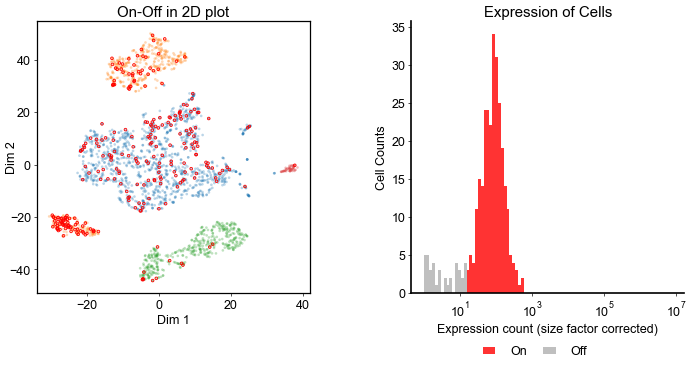 On-Off in 2D plot
Dim 2
40
20
0
−20
−40
−20
0
20
40
Dim 1
Expression of Cells
Cell Counts
35
30
25
20
15
10
5
0
10^1
10^3
10^5
10^7
Expression count (size factor corrected)
On
Off